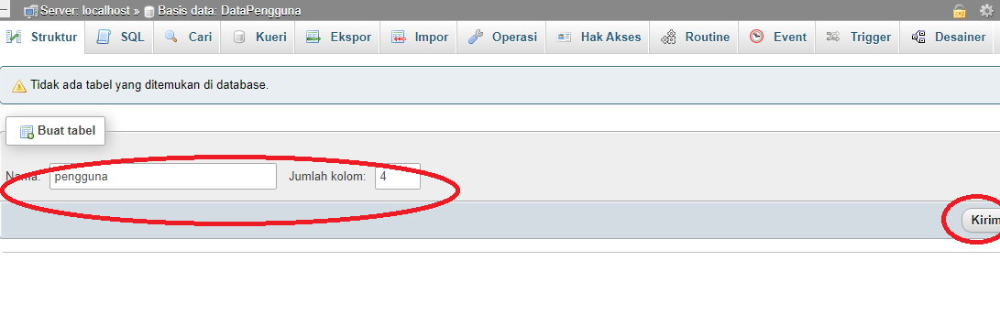 Server: localhost » Basis data: DataPengguna
Struktur SQL Cari Kueri Ekspor Impor Operasi Hak Akses Routine Event Trigger Desainer
Tidak ada tabel yang ditemukan di database.
Buat tabel
Nama: pengguna Jumlah kolom: 4
Kirim